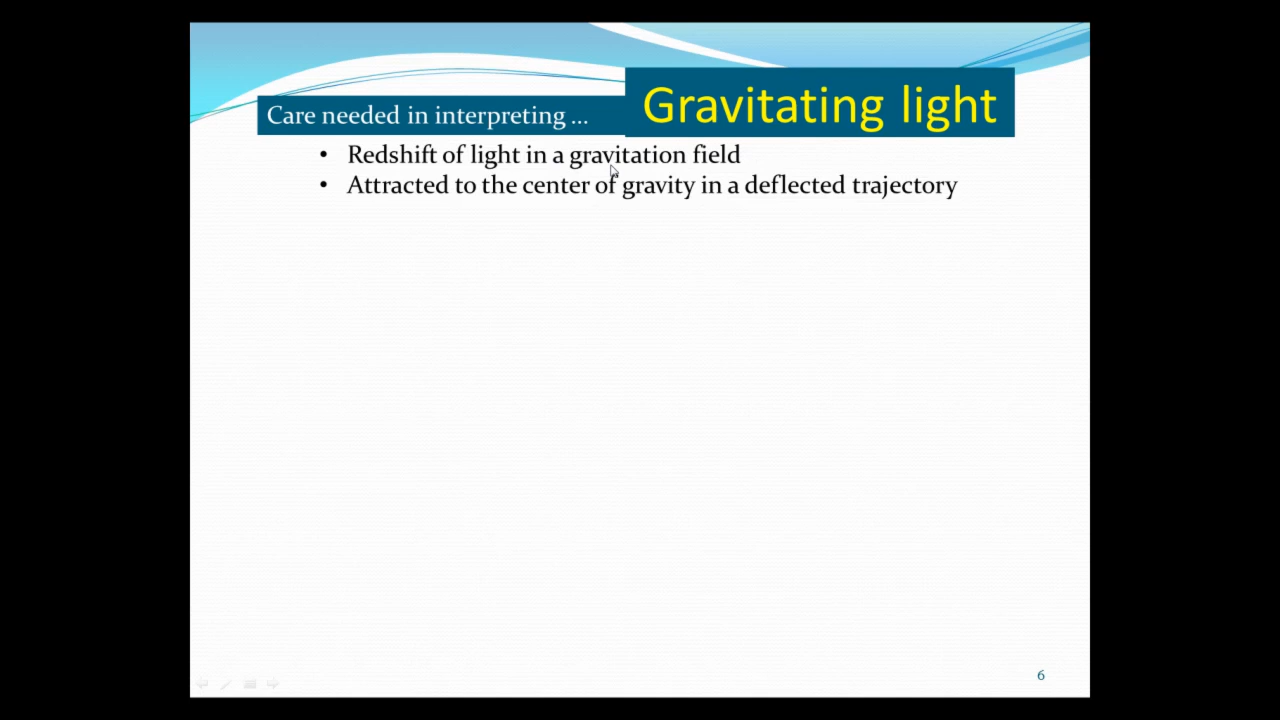 Gravitating light
Care needed in interpreting ...
• Redshift of light in a gravitation field
• Attracted to the center of gravity in a deflected trajectory
6